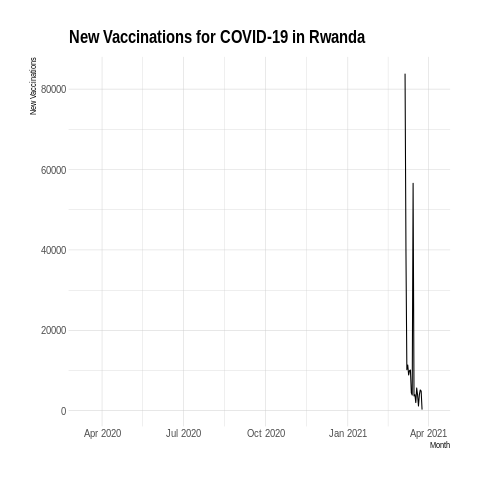 New Vaccinations for COVID-19 in Rwanda
New Vaccinations
80000
60000
40000
20000
0
Apr 2020 Jul 2020 Oct 2020 Jan 2021 Apr 2021
Month